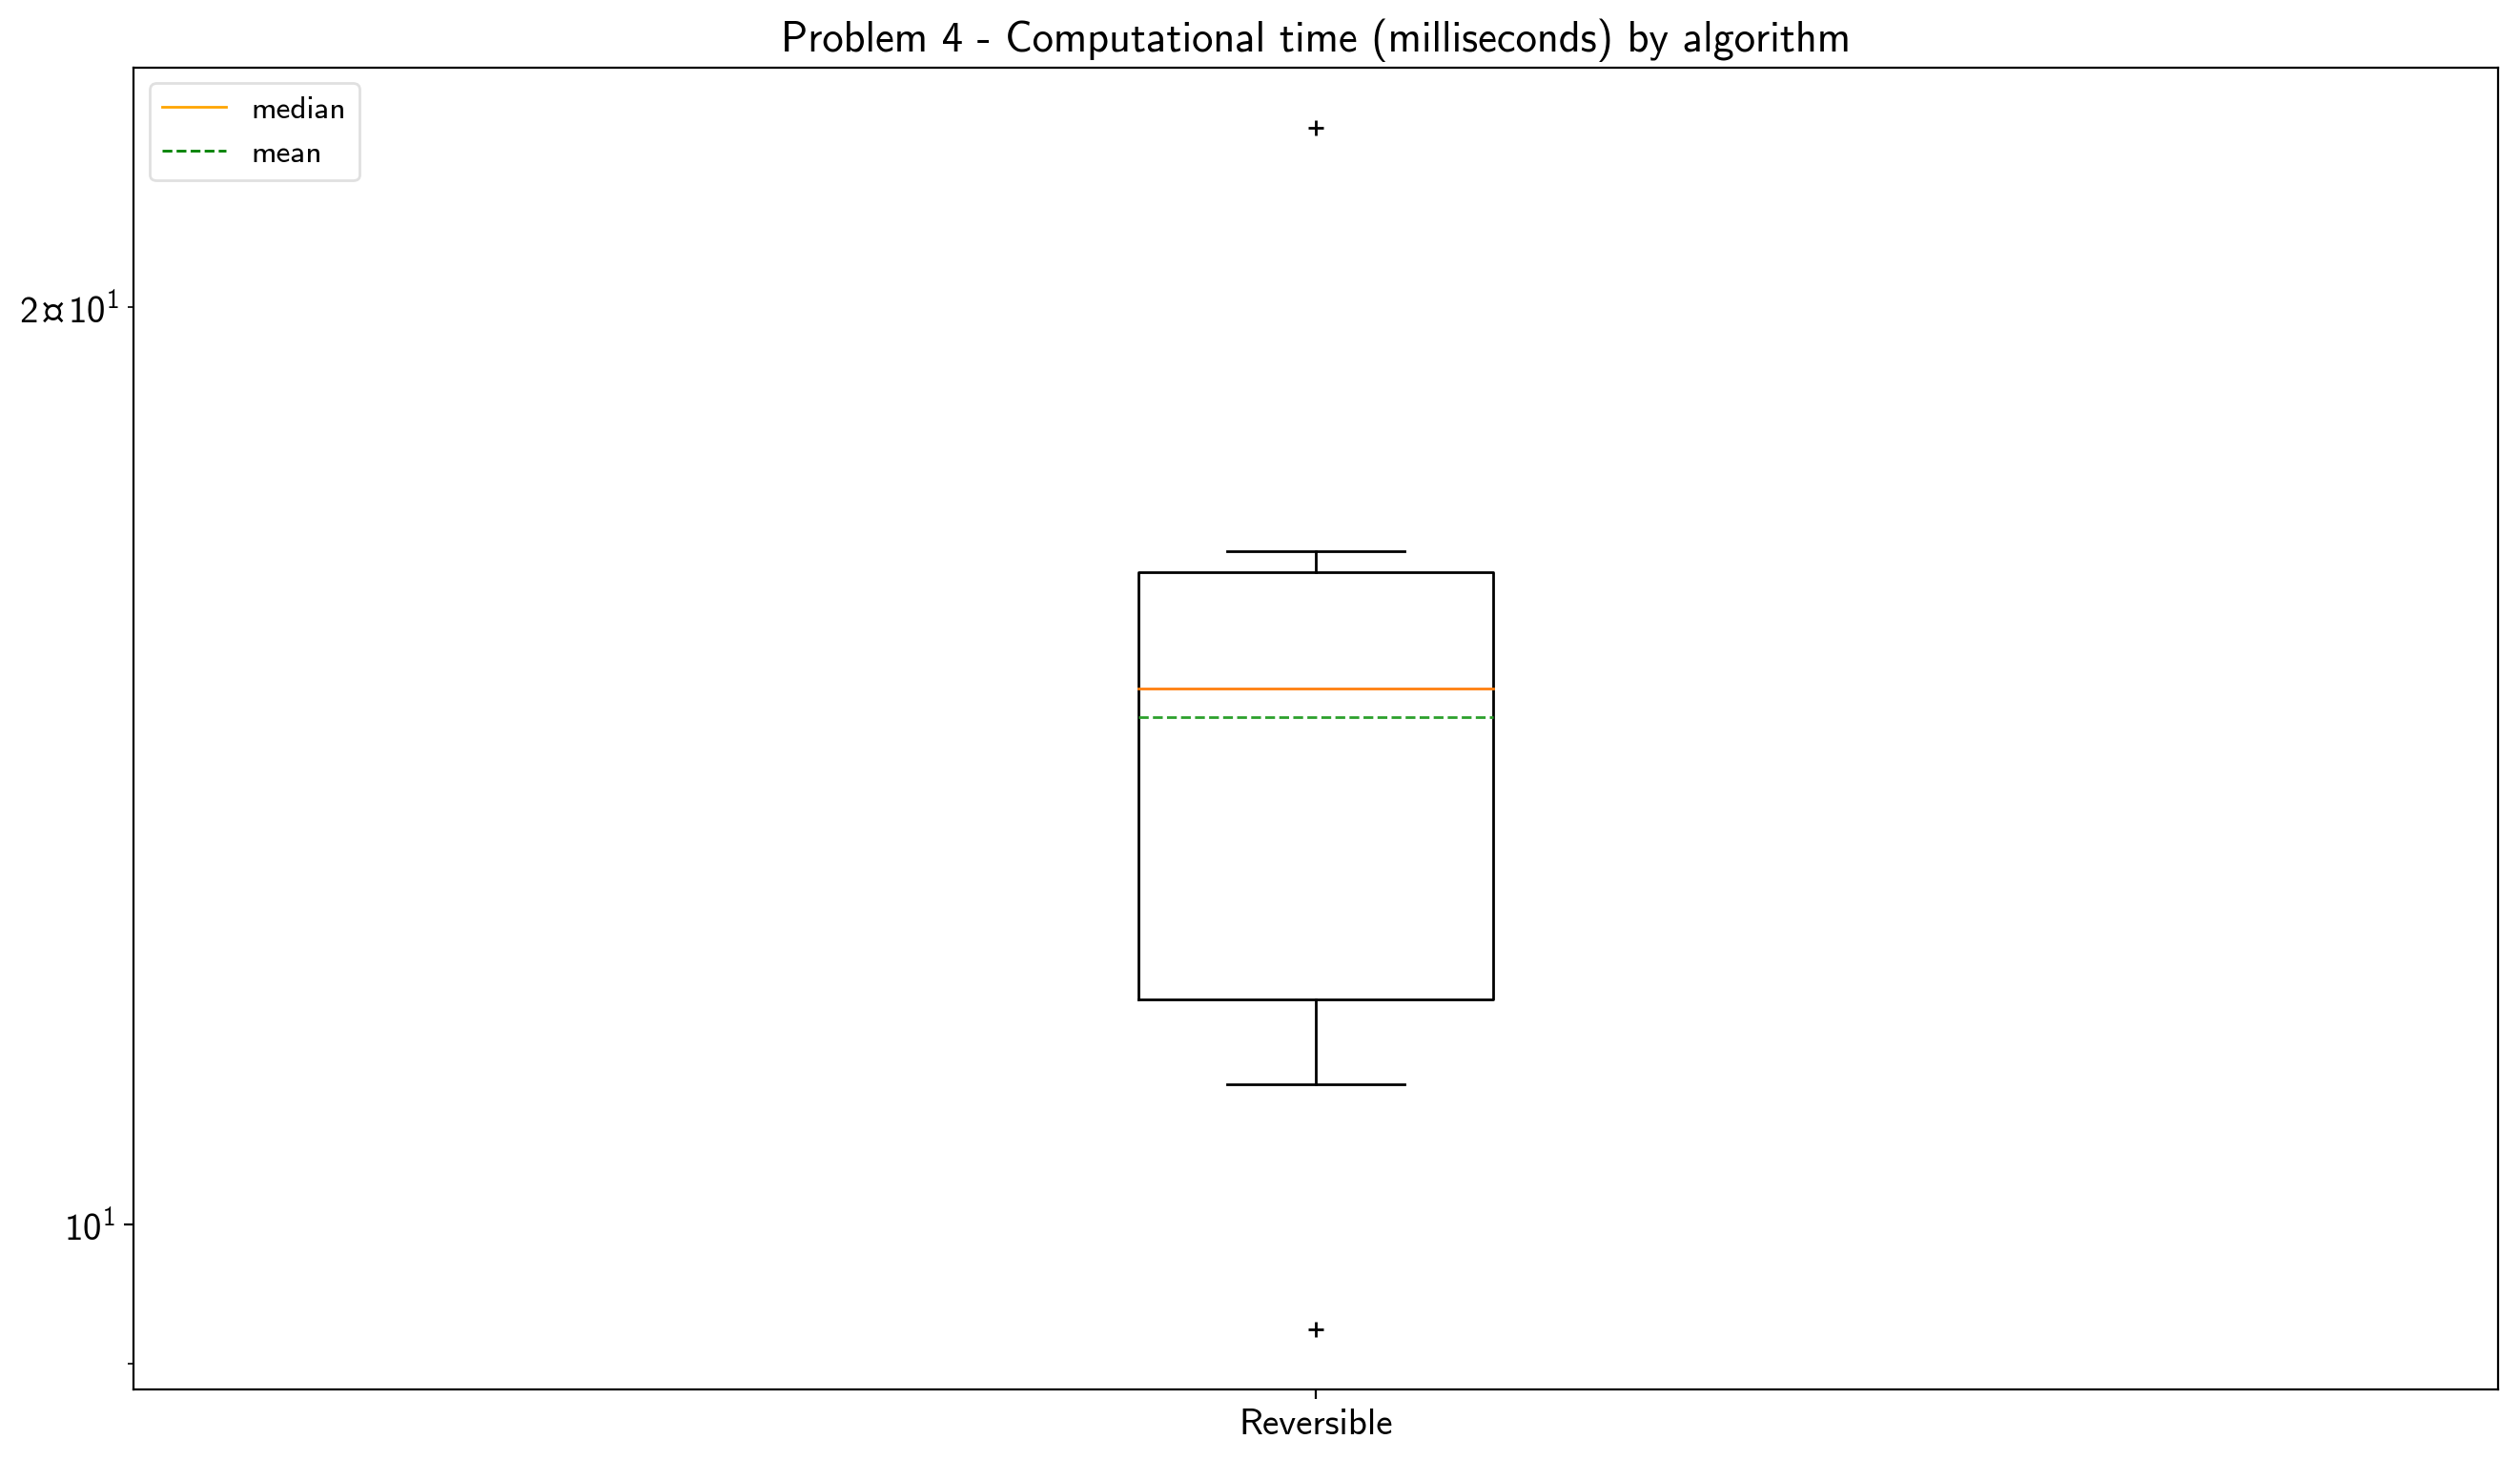 Problem 4 - Computational time (milliseconds) by algorithm
median
mean
2¤10¹
10¹
Reversible